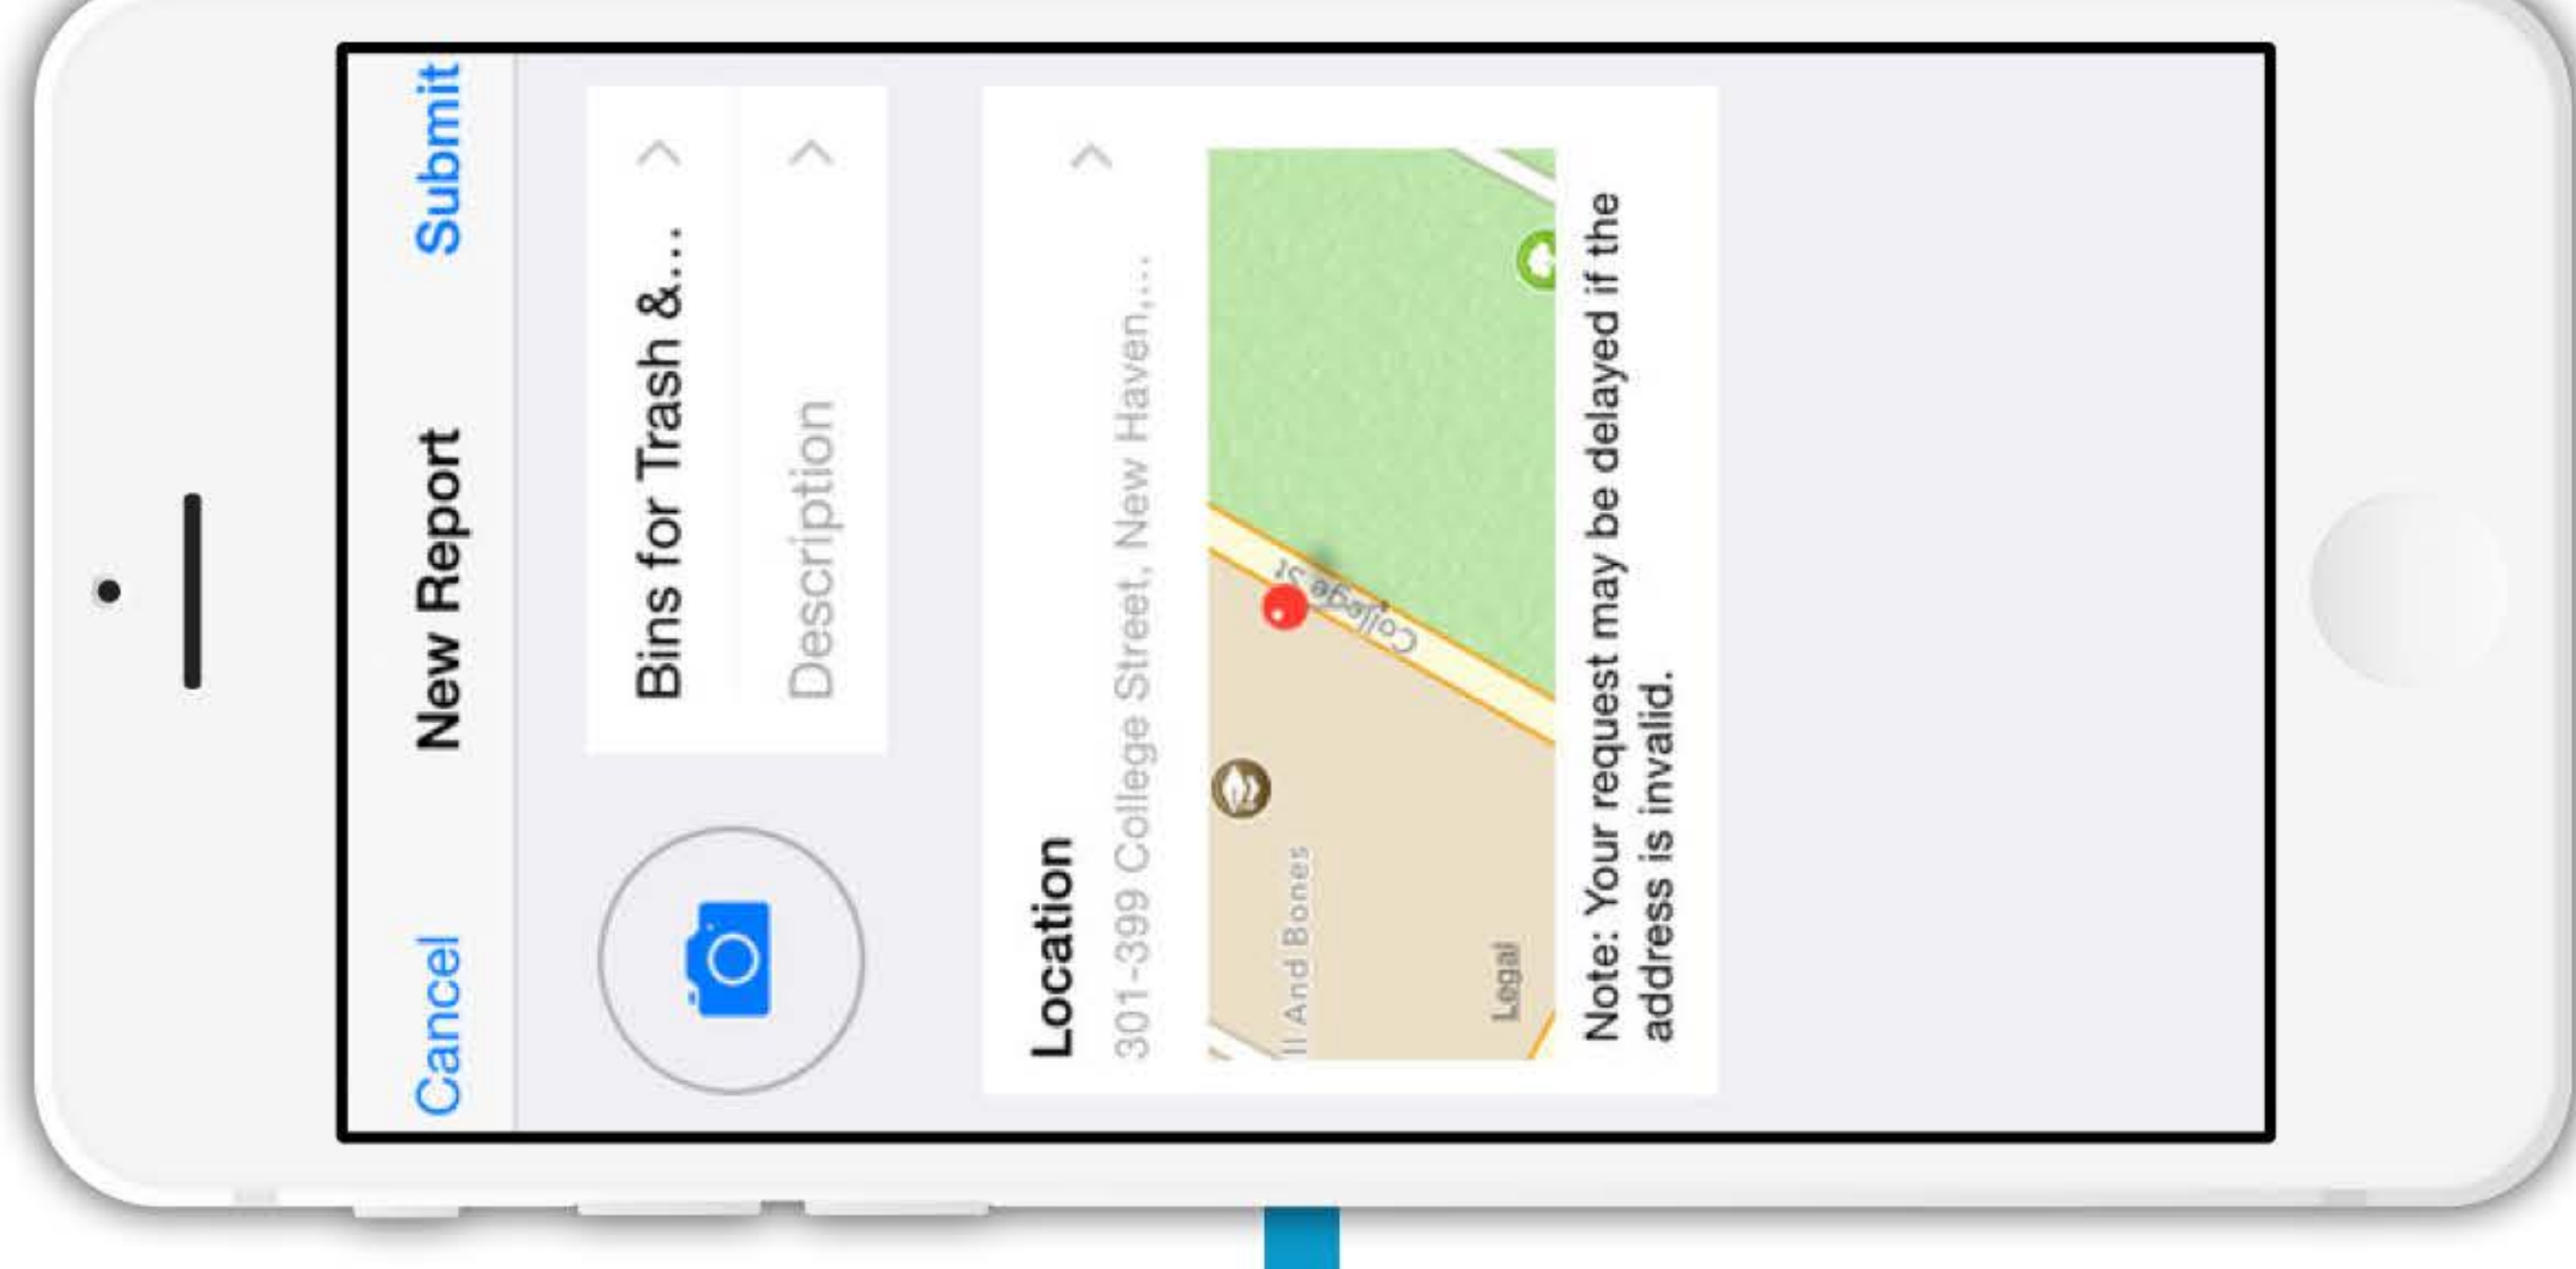 Cancel New Report Submit
Bins for Trash &...
Description
Location
301-399 College Street, New Haven,...
College St
ll And Bones
Legal
Note: Your request may be delayed if the
address is invalid.